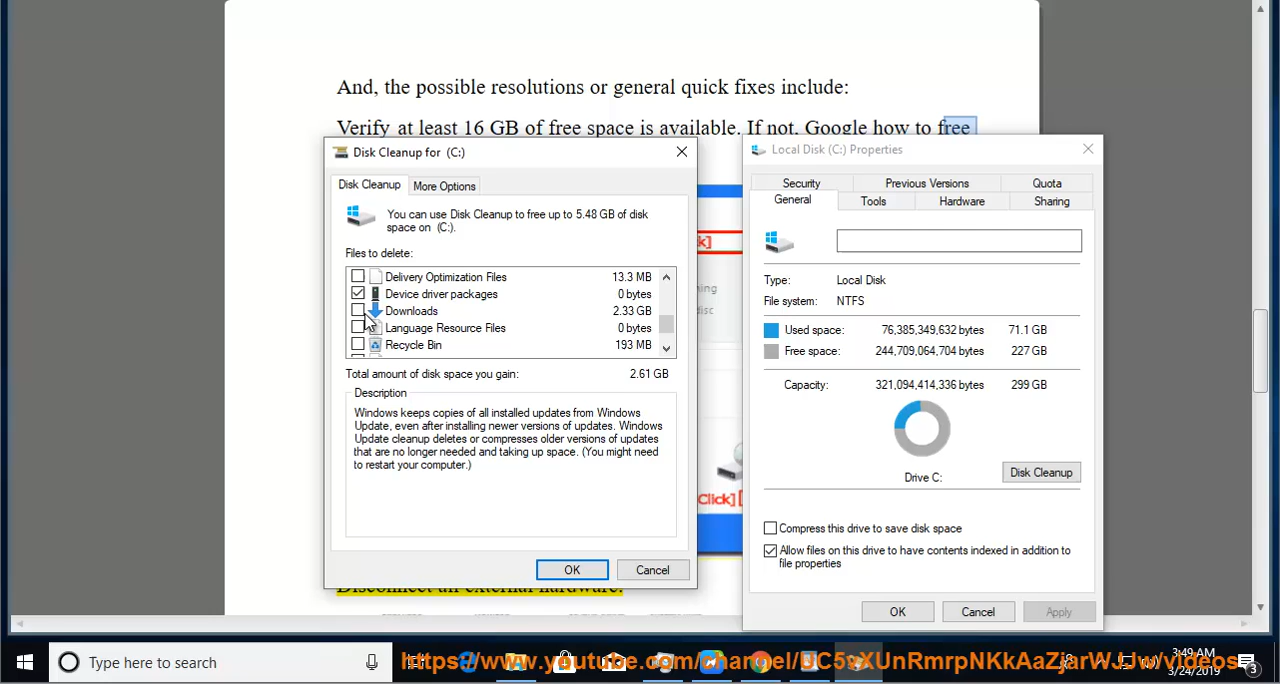 And, the possible resolutions or general quick fixes include:
Verify at least 16 GB of free space is available. If not, Google how to free
Disk Cleanup for (C:)
Disk Cleanup
More Options
You can use Disk Cleanup to free up to 5.48 GB of disk
space on (C:).
Files to delete:
Delivery Optimization Files 13.3 MB
Device driver packages 0 bytes
Downloads 2.33 GB
Language Resource Files 0 bytes
Recycle Bin 193 MB
Total amount of disk space you gain: 2.61 GB
Description
Windows keeps copies of all installed updates from Windows
Update, even after installing newer versions of updates. Windows
Update cleanup deletes or compresses older versions of updates
that are no longer needed and taking up space. (You might need
to restart your computer.)
OK
Cancel
k]
ning
disc
Click] [
Local Disk (C:) Properties
Security
Previous Versions
Quota
General
Tools
Hardware
Sharing
Type: Local Disk
File system: NTFS
Used space: 76,385,349,632 bytes 71.1 GB
Free space: 244,709,064,704 bytes 227 GB
Capacity: 321,094,414,336 bytes 299 GB
Drive C:
Disk Cleanup
Compress this drive to save disk space
Allow files on this drive to have contents indexed in addition to
file properties
OK
Cancel
Apply
Disconnect all external hardware.
Type here to search
3:49 AM
3/24/2019
3